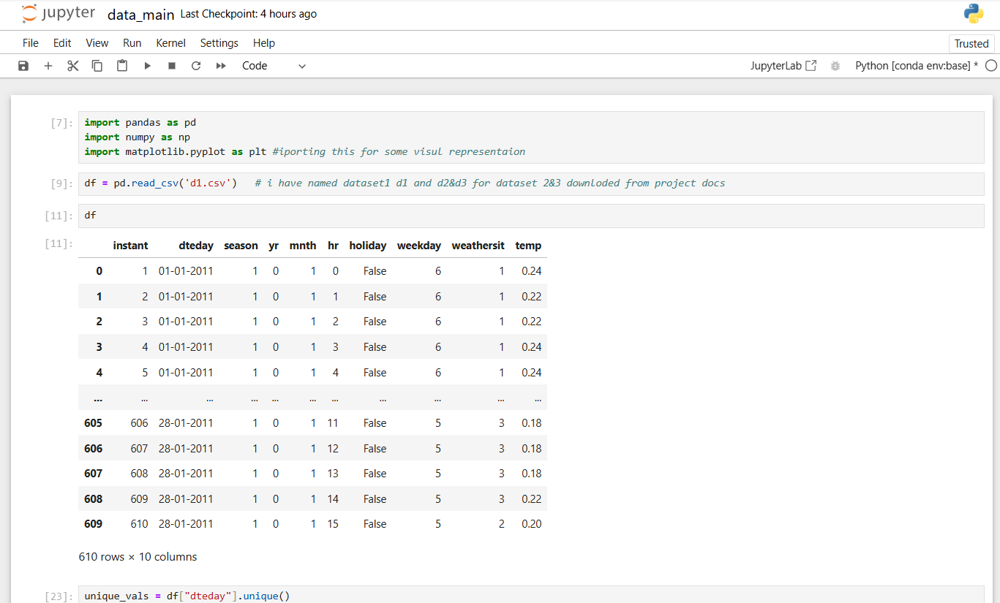 jupyter data_main Last Checkpoint: 4 hours ago
File Edit View Run Kernel Settings Help
Trusted
Code JupyterLab Python [conda env:base] *
[7]: import pandas as pd
import numpy as np
import matplotlib.pyplot as plt #iporting this for some visul representaion
[9]: df = pd.read_csv('d1.csv') # i have named dataset1 d1 and d2&d3 for dataset 2&3 downloded from project docs
[11]: df
[11]: instant dteday season yr mnth hr holiday weekday weathersit temp
0 1 01-01-2011 1 0 1 0 False 6 1 0.24
1 2 01-01-2011 1 0 1 1 False 6 1 0.22
2 3 01-01-2011 1 0 1 2 False 6 1 0.22
3 4 01-01-2011 1 0 1 3 False 6 1 0.24
4 5 01-01-2011 1 0 1 4 False 6 1 0.24
... ... ... ... ... ... ... ... ... ... ...
605 606 28-01-2011 1 0 1 11 False 5 3 0.18
606 607 28-01-2011 1 0 1 12 False 5 3 0.18
607 608 28-01-2011 1 0 1 13 False 5 3 0.18
608 609 28-01-2011 1 0 1 14 False 5 3 0.22
609 610 28-01-2011 1 0 1 15 False 5 2 0.20
610 rows × 10 columns
[23]: unique_vals = df["dteday"].unique()